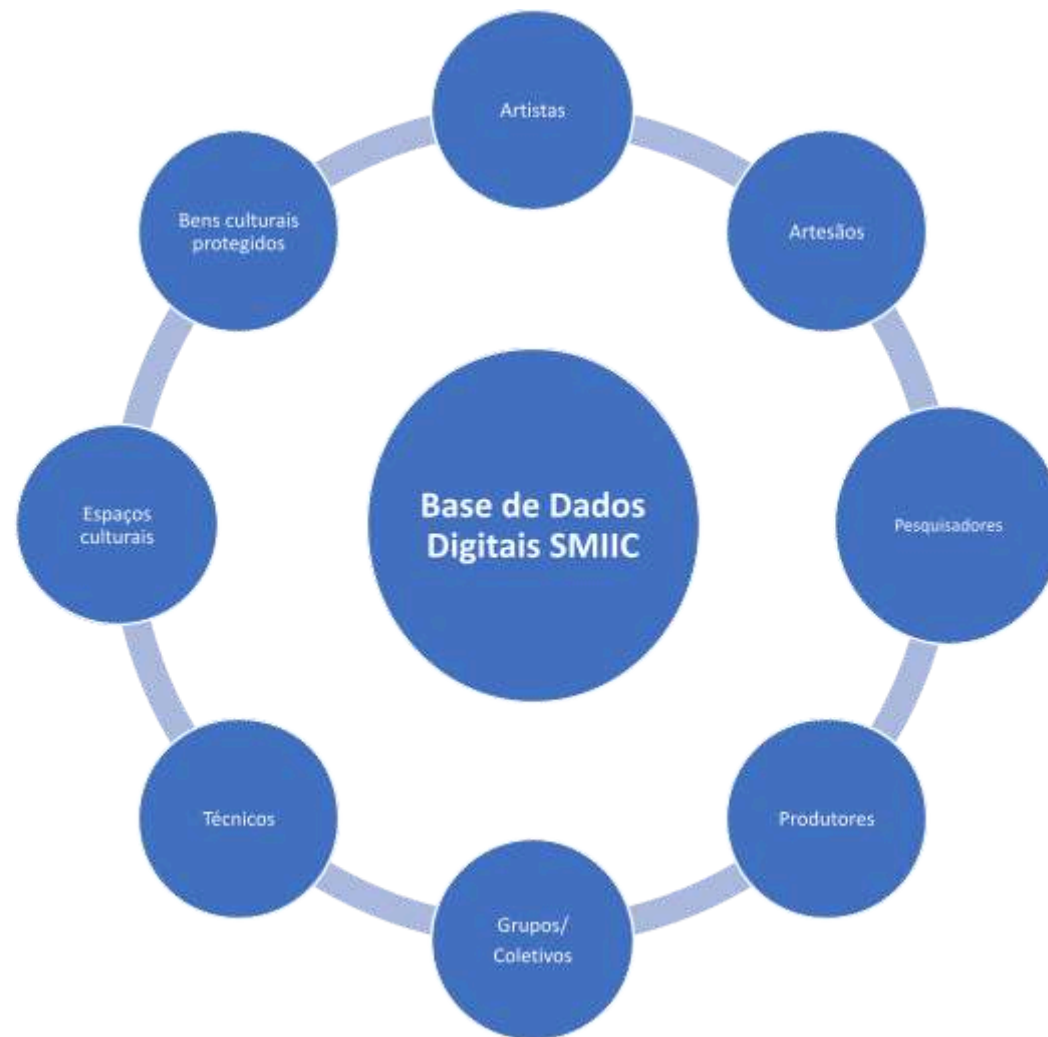 Artistas
Artesãos
Pesquisadores
Produtores
Grupos/
Coletivos
Técnicos
Espaços
culturais
Bens culturais
protegidos
Base de Dados
Digitais SMIIC